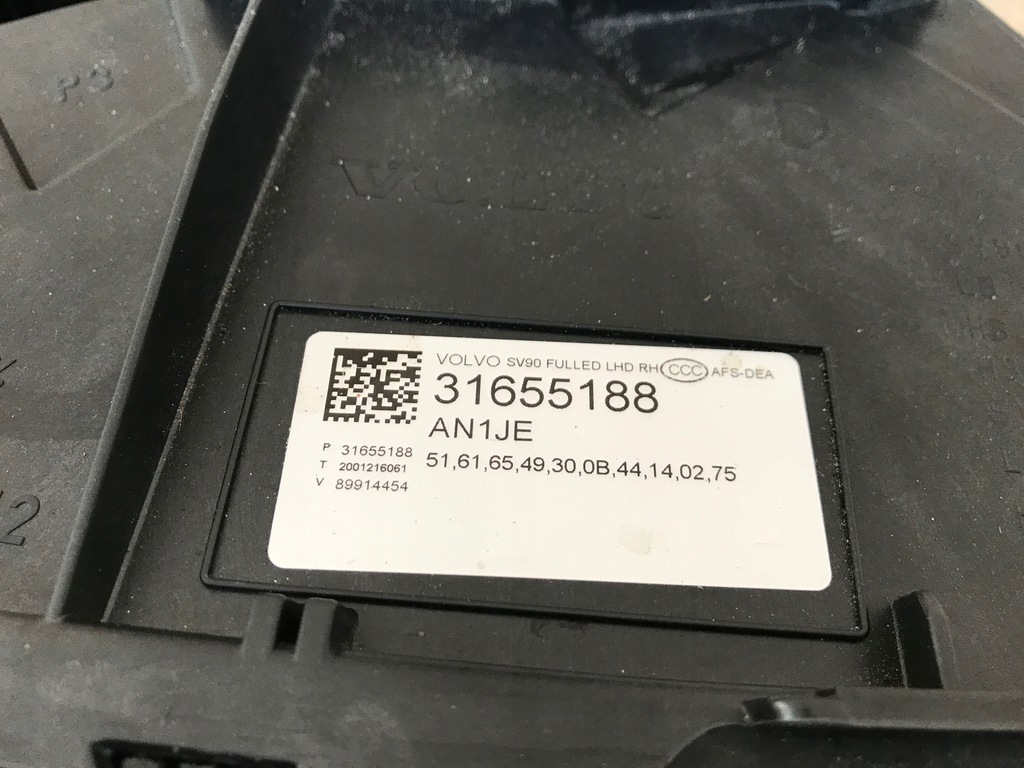 P3
VOLVO
VOLVO SV90 FULLED LHD RH CCC AFS-DEA
31655188
AN1JE
51,61,65,49,30,0B,44,14,02,75
P 31655188
T 2001216061
V 89914454